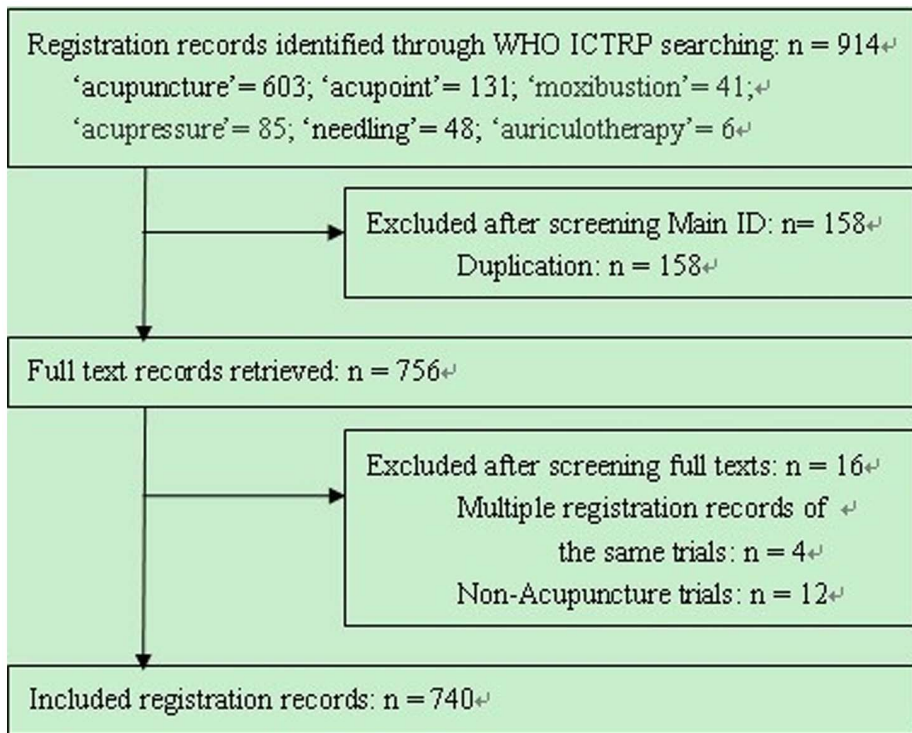 Registration records identified through WHO ICTRP searching: n = 914↵
‘acupuncture’= 603; ‘acupoint’= 131; ‘moxibustion’= 41;↵
‘acupressure’= 85; ‘needling’= 48; ‘auriculotherapy’= 6↵
Excluded after screening Main ID: n= 158↵
Duplication: n = 158↵
Full text records retrieved: n = 756↵
Excluded after screening full texts: n = 16↵
Multiple registration records of ↵
the same trials: n = 4↵
Non-Acupuncture trials: n = 12↵
Included registration records: n = 740↵